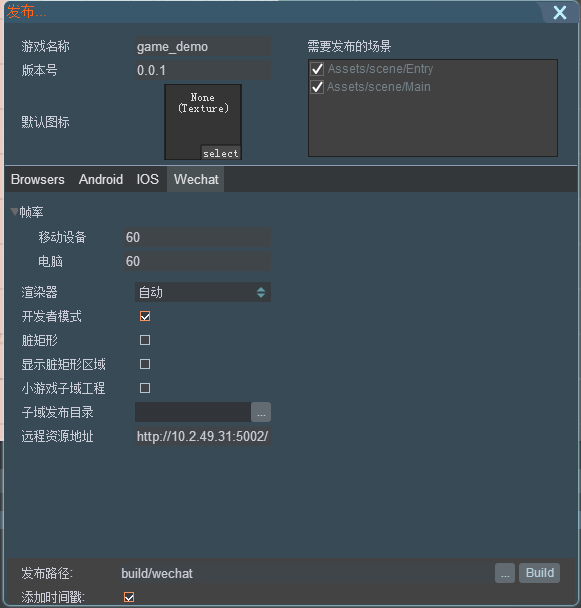 发布...
游戏名称 game_demo
版本号 0.0.1
默认图标
None
(Texture)
select
需要发布的场景
Assets/scene/Entry
Assets/scene/Main
Browsers Android IOS Wechat
帧率
移动设备 60
电脑 60
渲染器 自动
开发者模式
脏矩形
显示脏矩形区域
小游戏子域工程
子域发布目录 ...
远程资源地址 http://10.2.49.31:5002/
发布路径: build/wechat ... Build
添加时间戳: